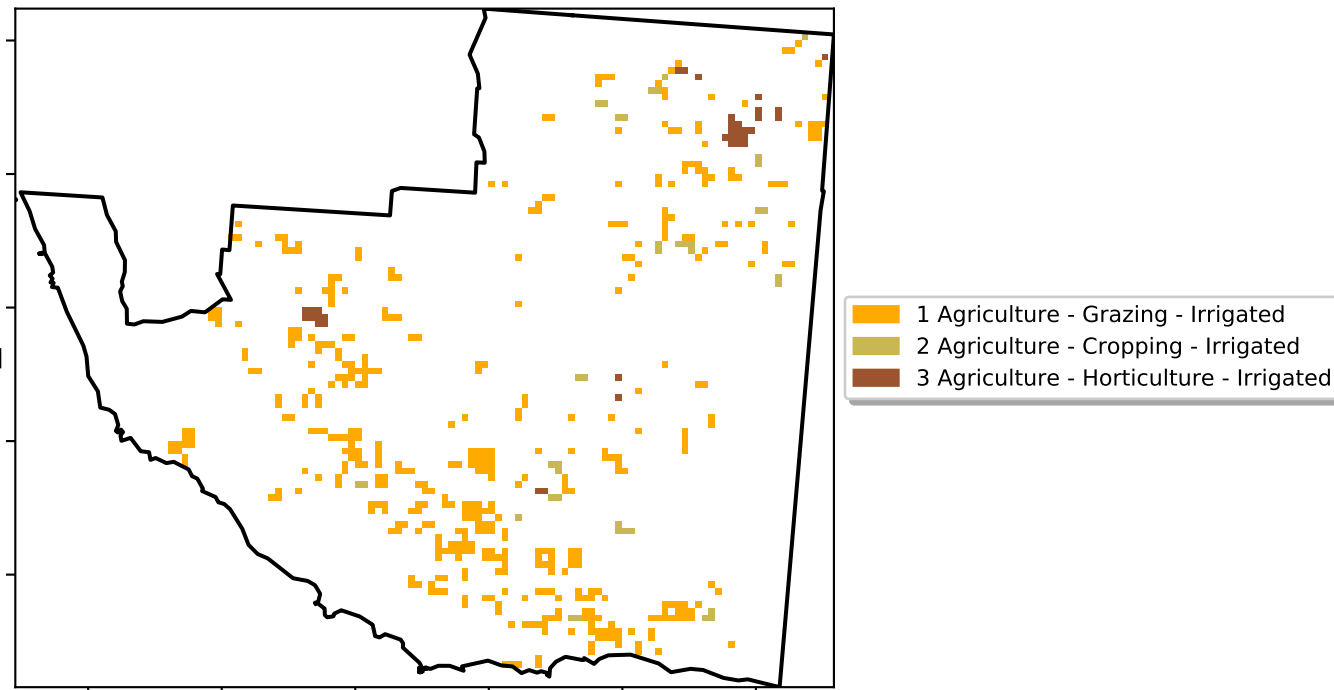 1 Agriculture - Grazing - Irrigated
2 Agriculture - Cropping - Irrigated
3 Agriculture - Horticulture - Irrigated